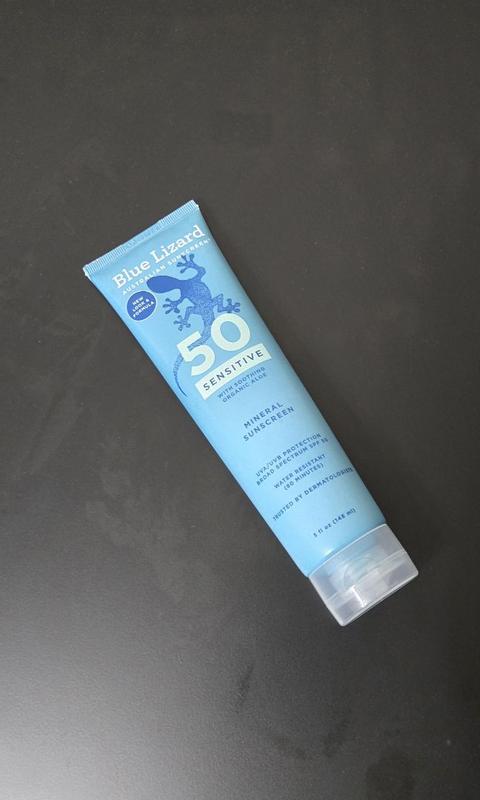 Blue Lizard
AUSTRALIAN SUNSCREEN
NEW
LOOK &
FORMULA
50
SENSITIVE
WITH SOOTHING
ORGANIC ALOE
MINERAL
SUNSCREEN
UVA/UVB PROTECTION
BROAD SPECTRUM SPF 50
WATER RESISTANT
(80 MINUTES)
TRUSTED BY DERMATOLOGISTS
5 fl oz (148 ml)